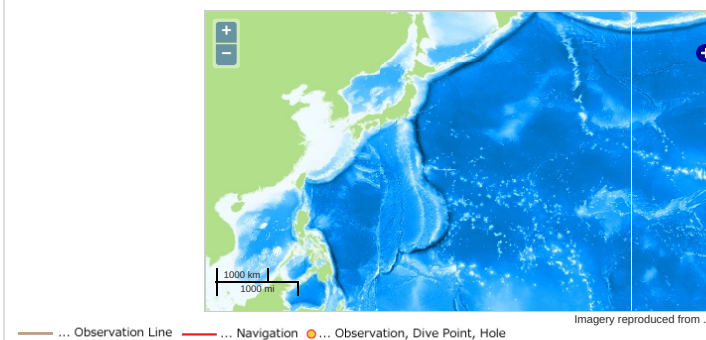 +
−
1000 km
1000 mi
Imagery reproduced from .
... Observation Line ... Navigation ... Observation, Dive Point, Hole